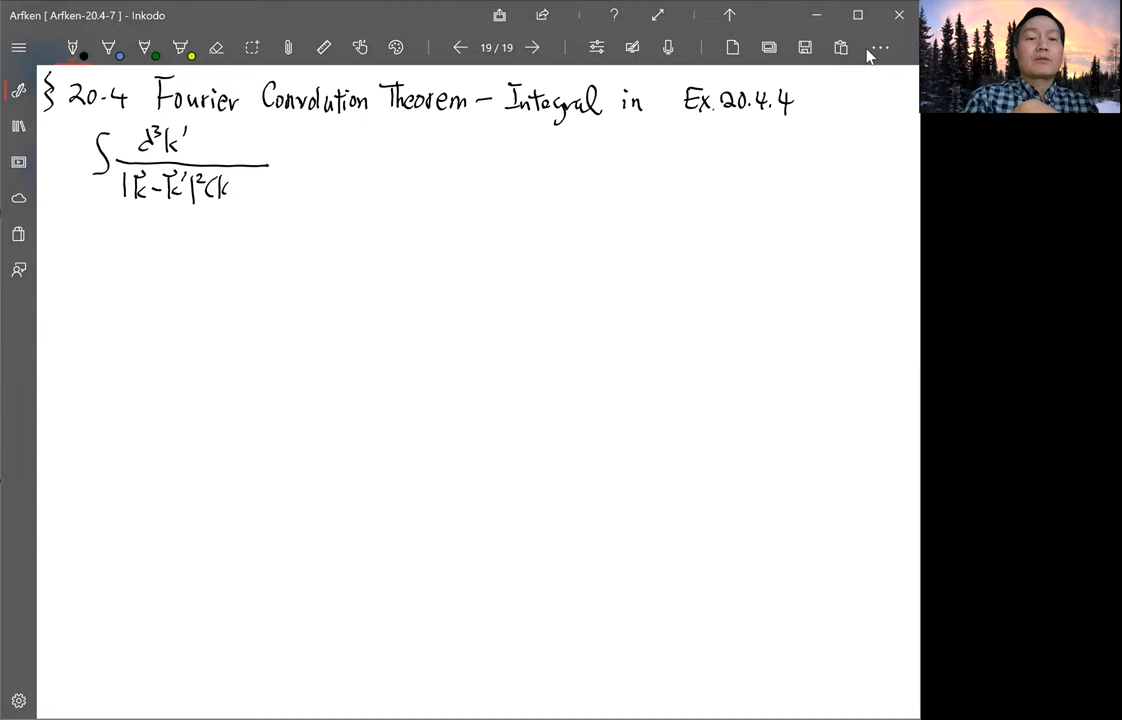 Arfken [ Arfken-20.4-7 ] - Inkodo
19 / 19
§ 20.4 Fourier Convolution Theorem - Integral in Ex. 20.4.4
∫ d³k'
|k⃗-k⃗'|²(k